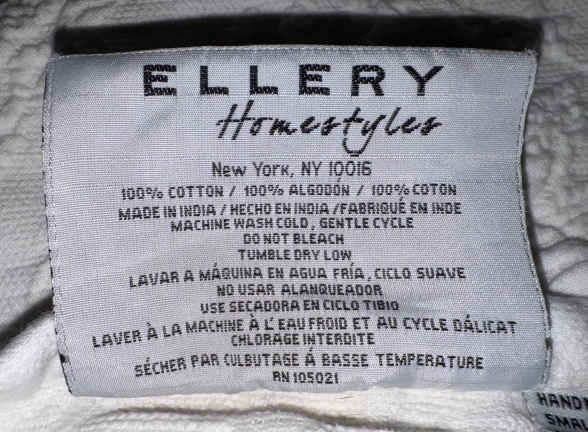 ELLERY
Homestyles
New York, NY 10016
100% COTTON / 100% ALGODÓN / 100% COTON
MADE IN INDIA / HECHO EN INDIA /FABRIQUÉ EN INDE
MACHINE WASH COLD, GENTLE CYCLE
DO NOT BLEACH
TUMBLE DRY LOW
LAVAR A MÁQUINA EN AGUA FRÍA, CICLO SUAVE
NO USAR ALANQUEADOR
USE SECADORA EN CICLO TIBIO
LAVER À LA MACHINE À L'EAU FROID ET AU CYCLE DÁLICAT
CHLORAGE INTERDITE
SÉCHER PAR CULBUTAGE Á BASSE TEMPERATURE
RN 105021